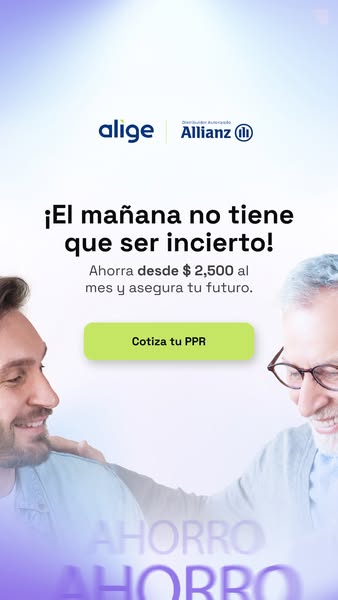 alige
Distribuidor Autorizado
Allianz
¡El mañana no tiene
que ser incierto!
Ahorra desde $ 2,500 al
mes y asegura tu futuro.
Cotiza tu PPR
AHORRO
AHORRO